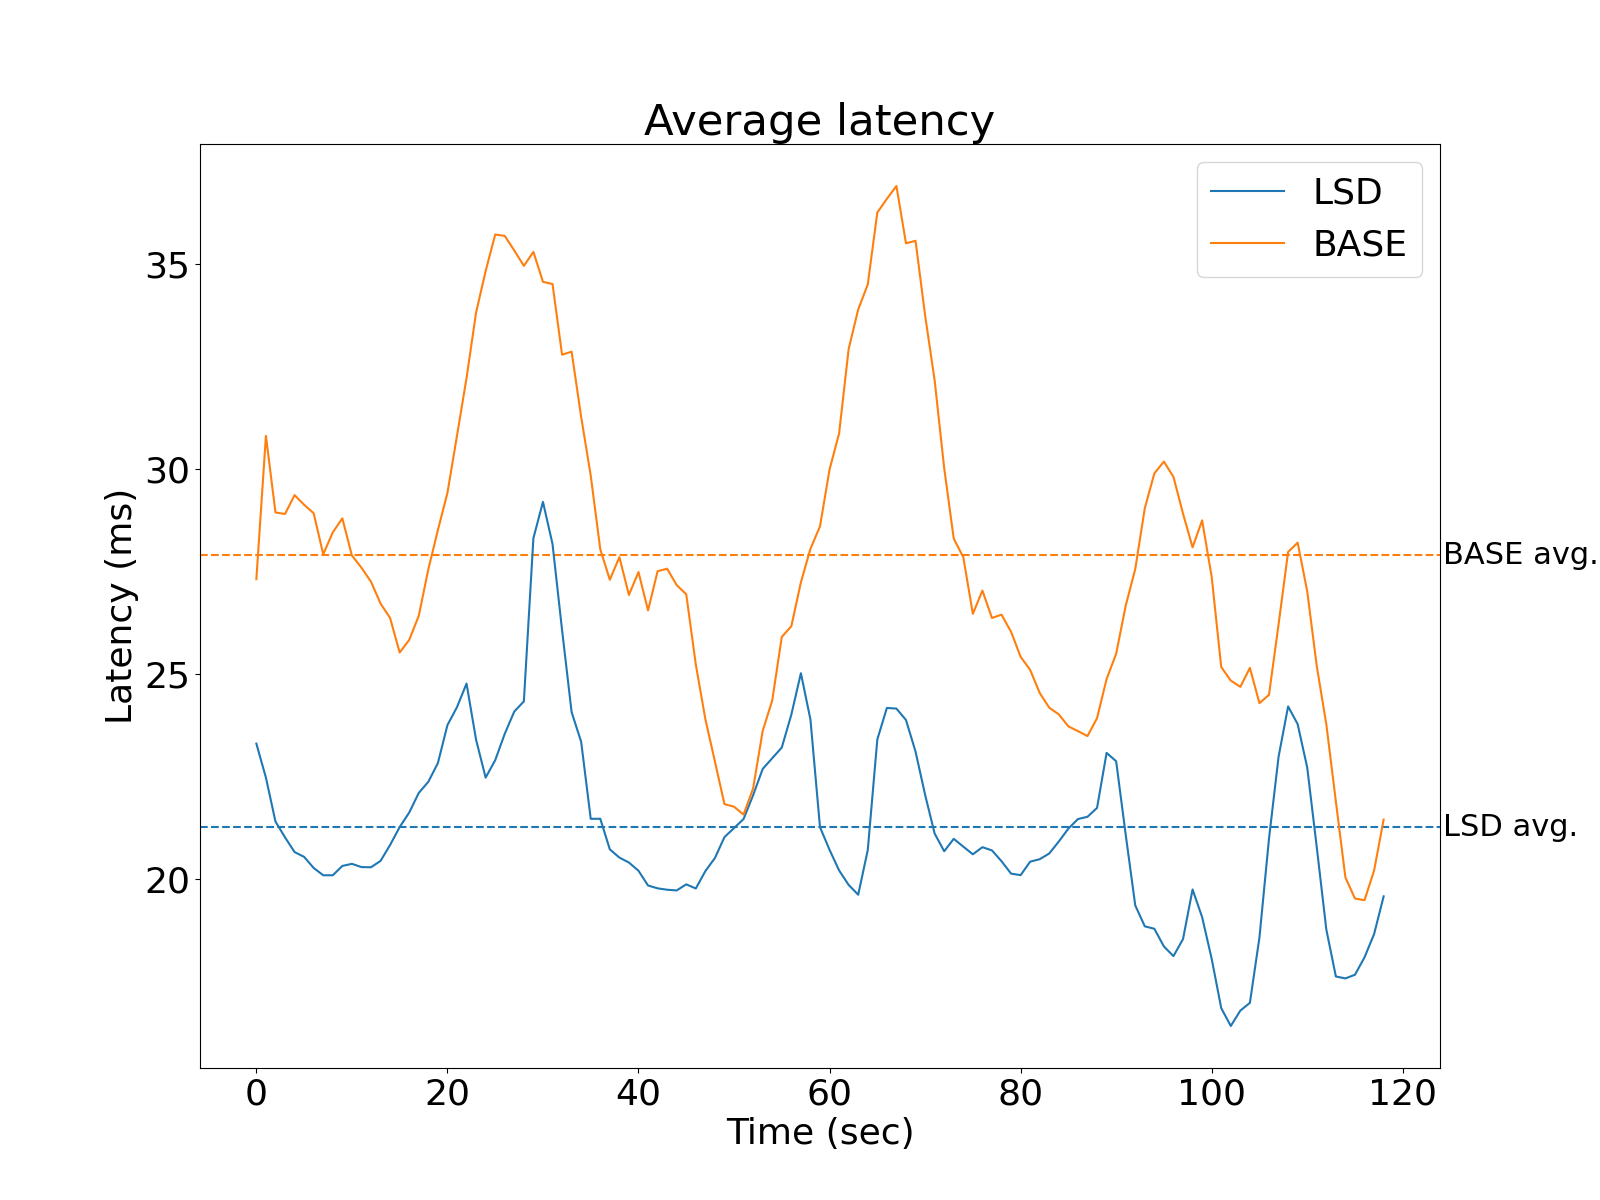 Average latency
LSD
BASE
35
30
25
20
Latency (ms)
BASE avg.
LSD avg.
0 20 40 60 80 100 120
Time (sec)